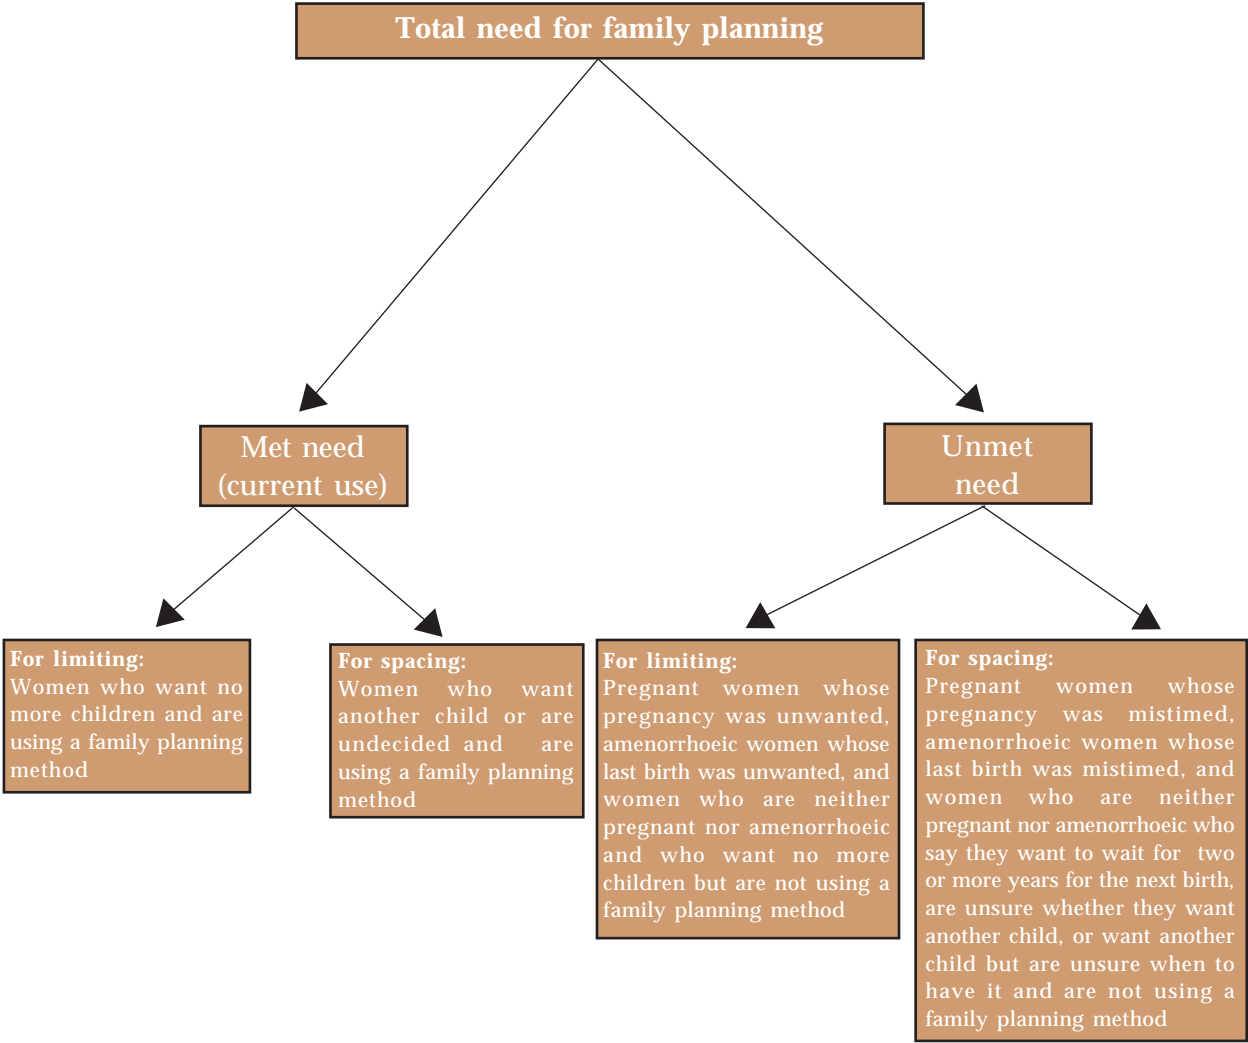 Total need for family planning
Met need
(current use)
Unmet
need
For limiting:
Women who want no
more children and are
using a family planning
method
For spacing:
Women who want
another child or are
undecided and are
using a family planning
method
For limiting:
Pregnant women whose
pregnancy was unwanted,
amenorrhoeic women whose
last birth was unwanted, and
women who are neither
pregnant nor amenorrhoeic
and who want no more
children but are not using a
family planning method
For spacing:
Pregnant women whose
pregnancy was mistimed,
amenorrhoeic women whose
last birth was mistimed, and
women who are neither
pregnant nor amenorrhoeic who
say they want to wait for two
or more years for the next birth,
are unsure whether they want
another child, or want another
child but are unsure when to
have it and are not using a
family planning method